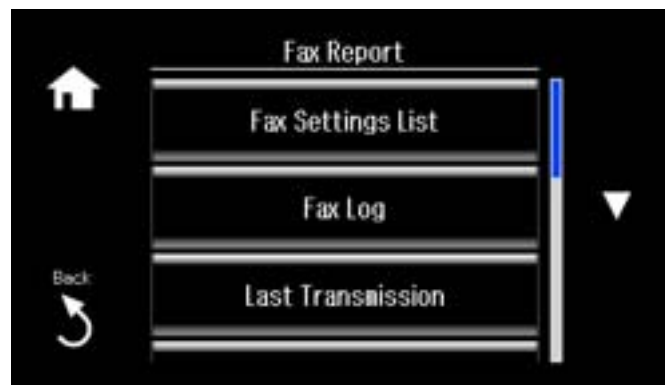 Fax Report
Fax Settings List
Fax Log
Last Transmission
Back